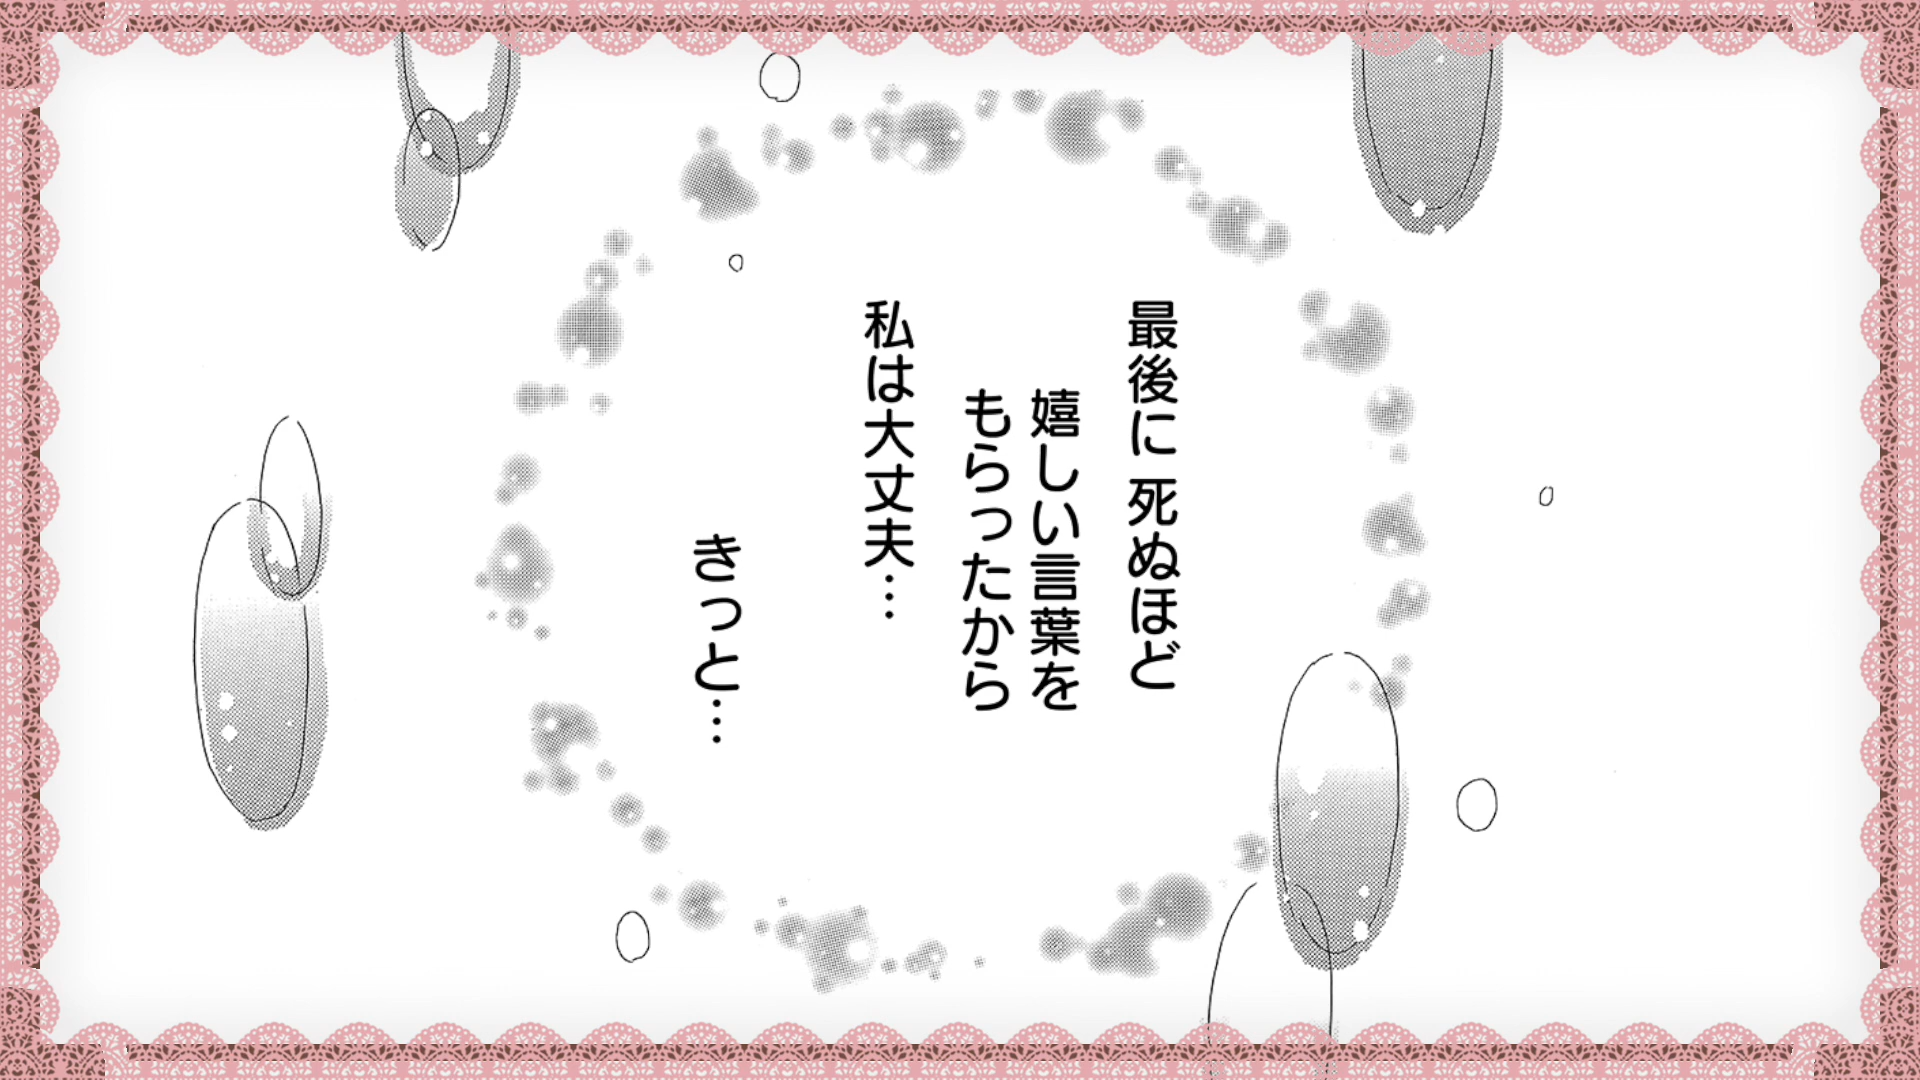 最後に 死ぬほど
嬉しい言葉を
もらったから
私は大丈夫…
きっと…